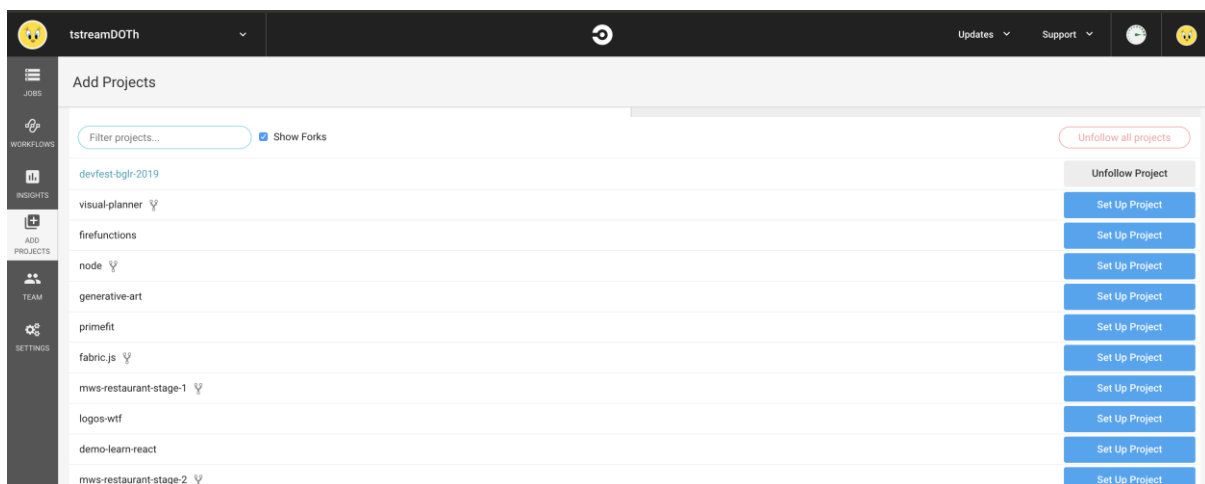 tstreamDOTh
Updates
Support
JOBS
WORKFLOWS
INSIGHTS
ADD
PROJECTS
TEAM
SETTINGS
Add Projects
Filter projects...
Show Forks
Unfollow all projects
devfest-bglr-2019
Unfollow Project
visual-planner
Set Up Project
firefunctions
Set Up Project
node
Set Up Project
generative-art
Set Up Project
primefit
Set Up Project
fabric.js
Set Up Project
mws-restaurant-stage-1
Set Up Project
logos-wtf
Set Up Project
demo-learn-react
Set Up Project
mws-restaurant-stage-2
Set Up Project